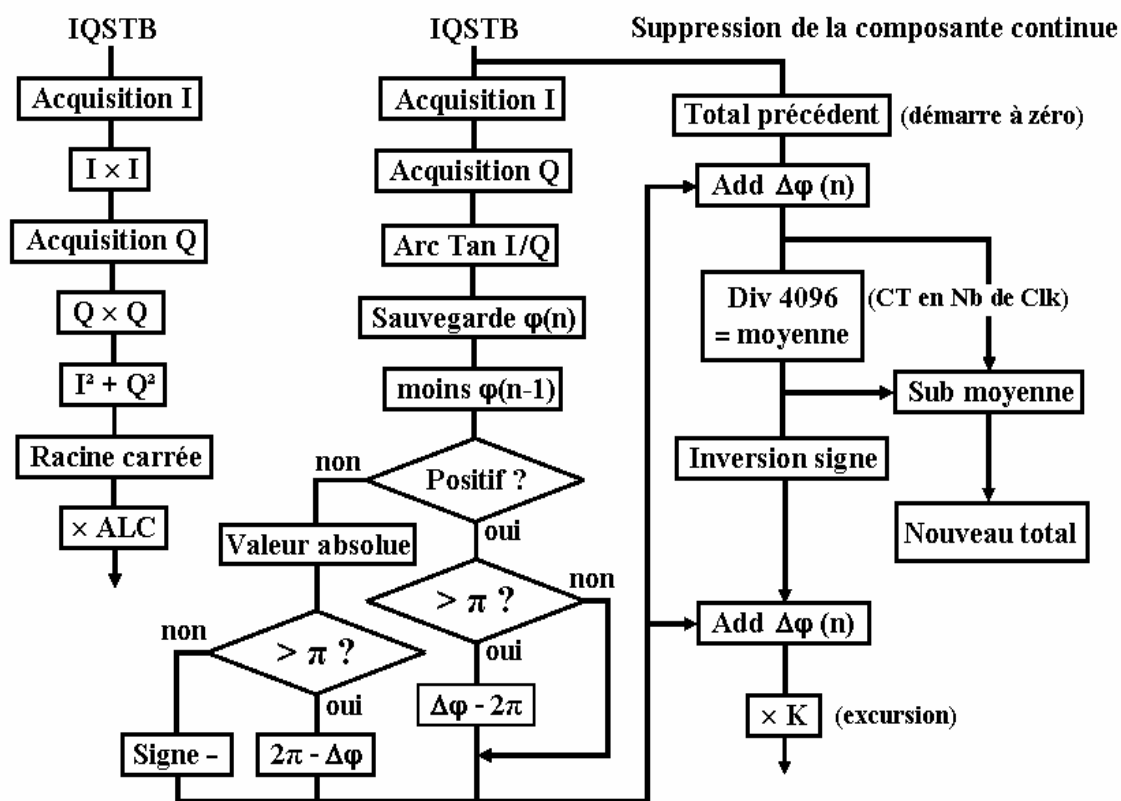 IQSTB
Acquisition I
I × I
Acquisition Q
Q × Q
I² + Q²
Racine carrée
× ALC
IQSTB
Acquisition I
Acquisition Q
Arc Tan I/Q
Sauvegarde φ(n)
moins φ(n-1)
Positif ?
non
oui
Valeur absolue
> π ?
non
oui
Signe -
2π - Δφ
> π ?
non
oui
Δφ - 2π
Suppression de la composante continue
Total précédent
(démarre à zéro)
Add Δφ (n)
Div 4096
= moyenne
(CT en Nb de Clk)
Sub moyenne
Inversion signe
Nouveau total
Add Δφ (n)
× K
(excursion)